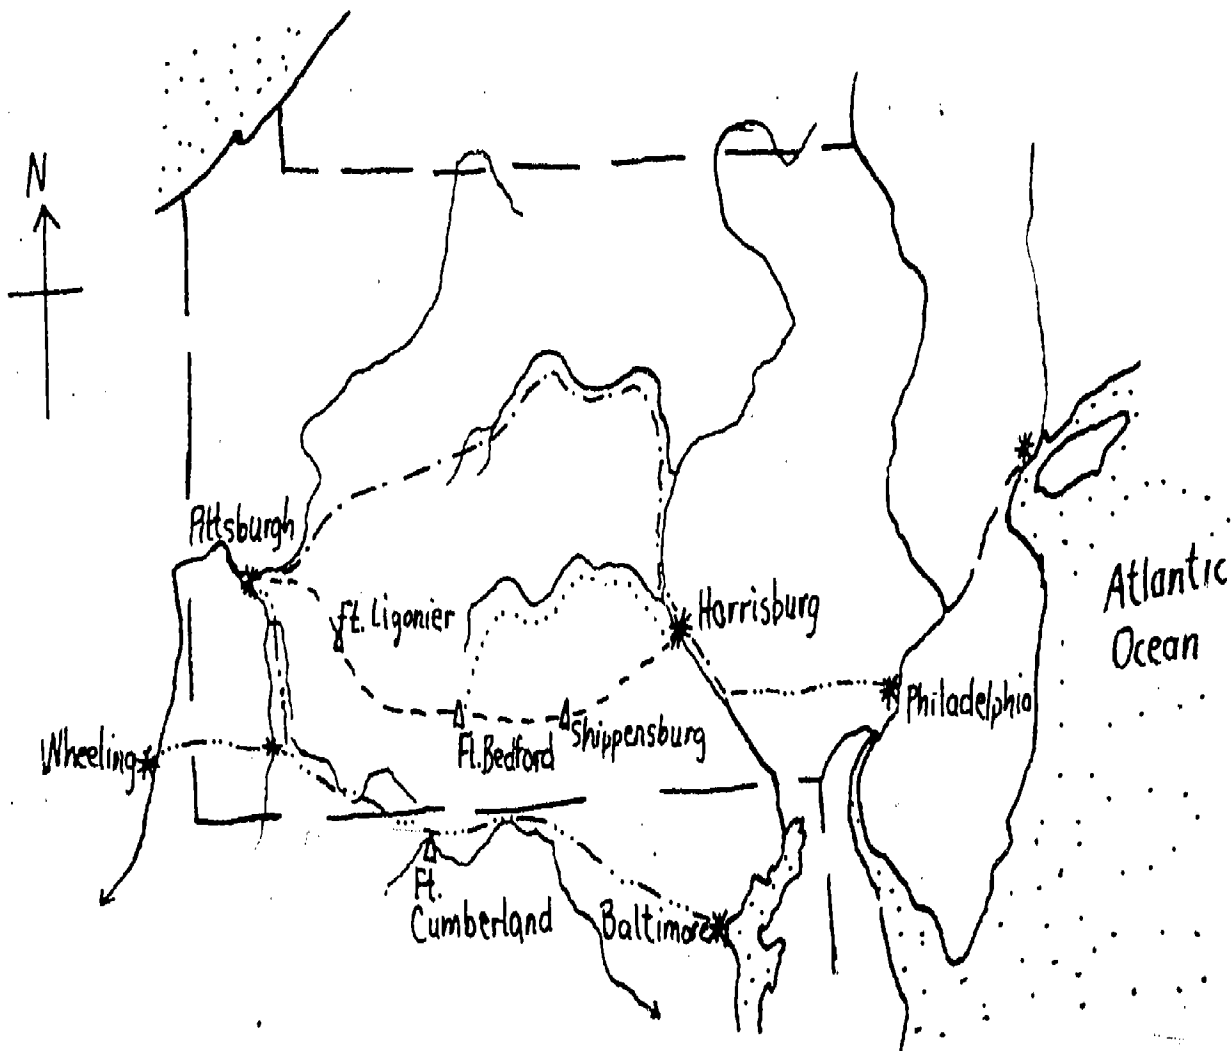 N
Pittsburgh
ft. Ligonier
Harrisburg
Atlantic
Ocean
Wheeling
Ft. Bedford
Shippensburg
Philadelphia
Ft.
Cumberland
Baltimore